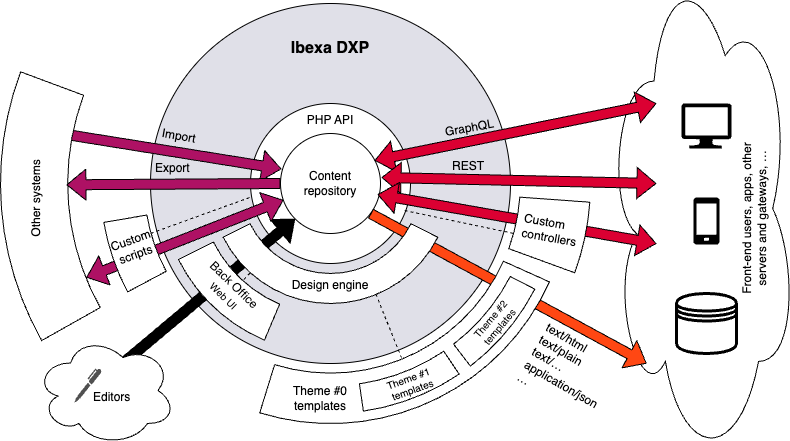 Ibexa DXP
PHP API
Content
repository
Import
Export
Other systems
Custom
scripts
GraphQL
REST
Custom
controllers
Front-end users, apps, other
servers and gateways, ...
Design engine
Back Office
Web UI
Editors
Theme #0
templates
Theme #1
templates
Theme #2
templates
text/html
text/plain
text/...
application/json
...